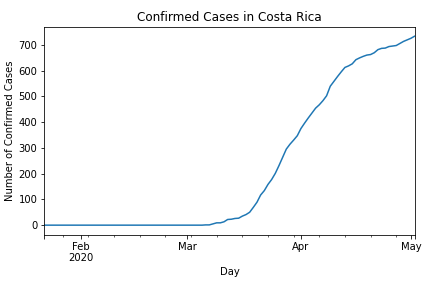 Confirmed Cases in Costa Rica
Number of Confirmed Cases
700
600
500
400
300
200
100
0
Feb
2020
Mar
Apr
May
Day